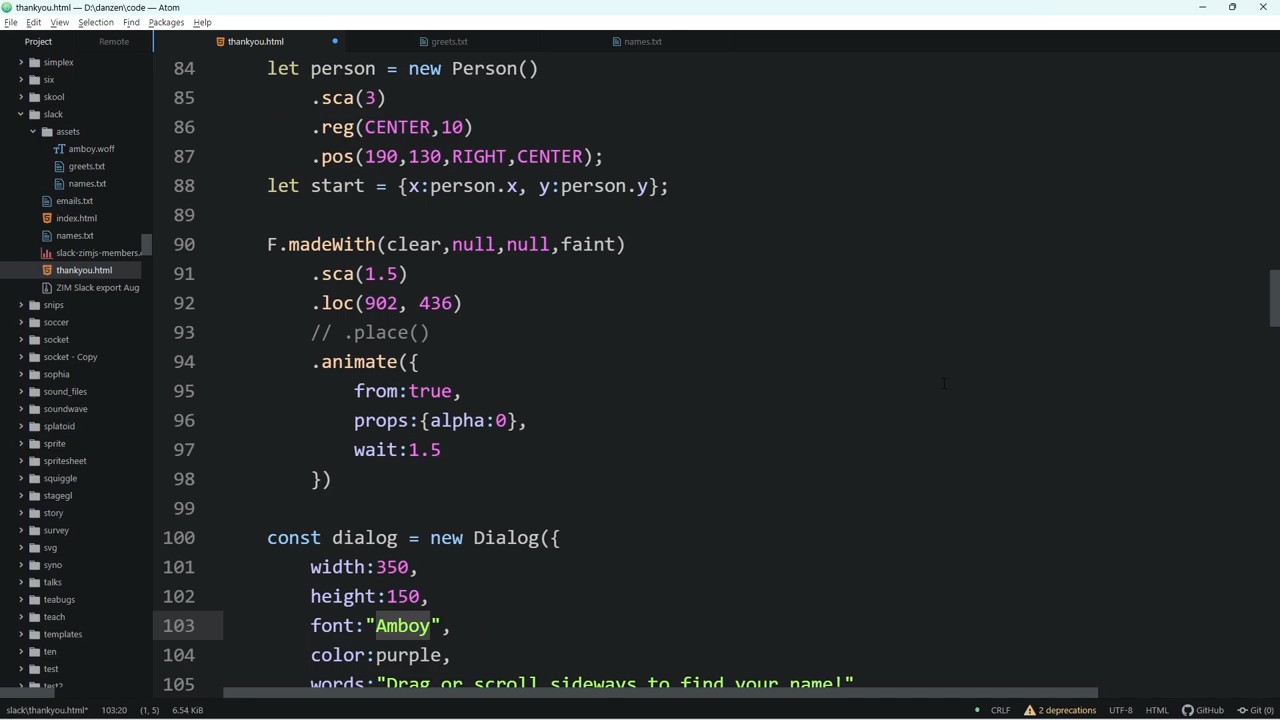 thankyou.html — D:\danzen\code — Atom
File Edit View Selection Find Packages Help
Project Remote thankyou.html greets.txt names.txt
simplex
six
skool
slack
assets
amboy.woff
greets.txt
names.txt
emails.txt
index.html
names.txt
slack-zimjs-members.
thankyou.html
ZIM Slack export Aug
snips
soccer
socket
socket - Copy
sophia
sound_files
soundwave
splatoid
sprite
spritesheet
squiggle
stagegl
story
survey
svg
syno
talks
teabugs
teach
templates
ten
test
test2
84 let person = new Person()
85 .sca(3)
86 .reg(CENTER,10)
87 .pos(190,130,RIGHT,CENTER);
88 let start = {x:person.x, y:person.y};
89
90 F.madeWith(clear,null,null,faint)
91 .sca(1.5)
92 .loc(902, 436)
93 // .place()
94 .animate({
95 from:true,
96 props:{alpha:0},
97 wait:1.5
98 })
99
100 const dialog = new Dialog({
101 width:350,
102 height:150,
103 font:"Amboy",
104 color:purple,
105 words:"Drag or scroll sideways to find your name!"
slack\thankyou.html* 103:20 (1, 5) 6.54 KiB CRLF 2 deprecations UTF-8 HTML GitHub Git (0)